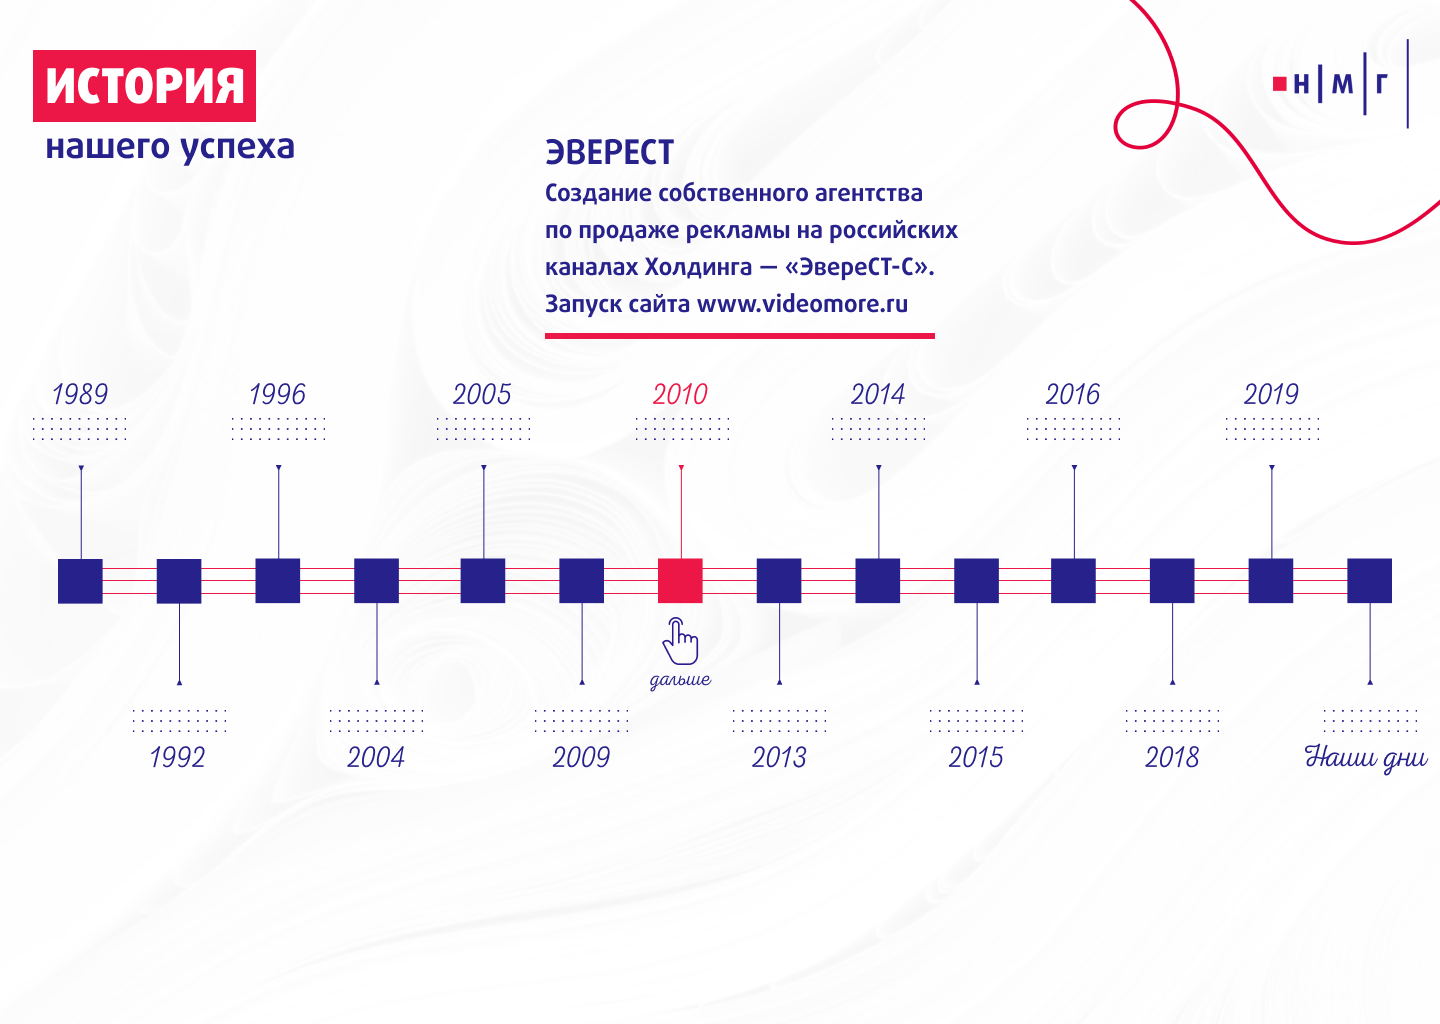 ИСТОРИЯ
нашего успеха
Н М Г
ЭВЕРЕСТ
Создание собственного агентства
по продаже рекламы на российских
каналах Холдинга — «ЭвереСТ-С».
Запуск сайта www.videomore.ru
1989 1996 2005 2010 2014 2016 2019
дальше
1992 2004 2009 2013 2015 2018 Наши дни